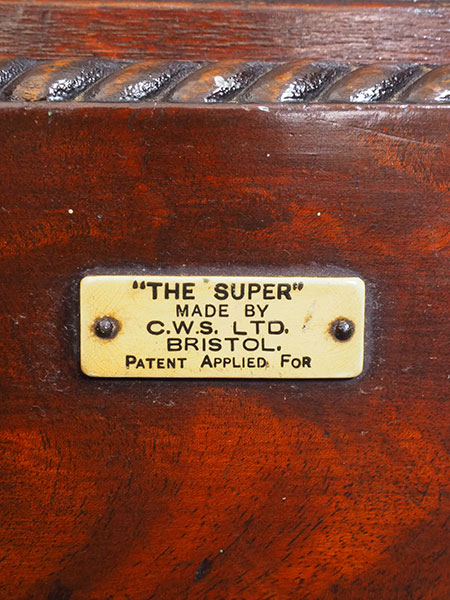 "THE SUPER"
MADE BY
C.W.S. LTD.
BRISTOL.
PATENT APPLIED FOR